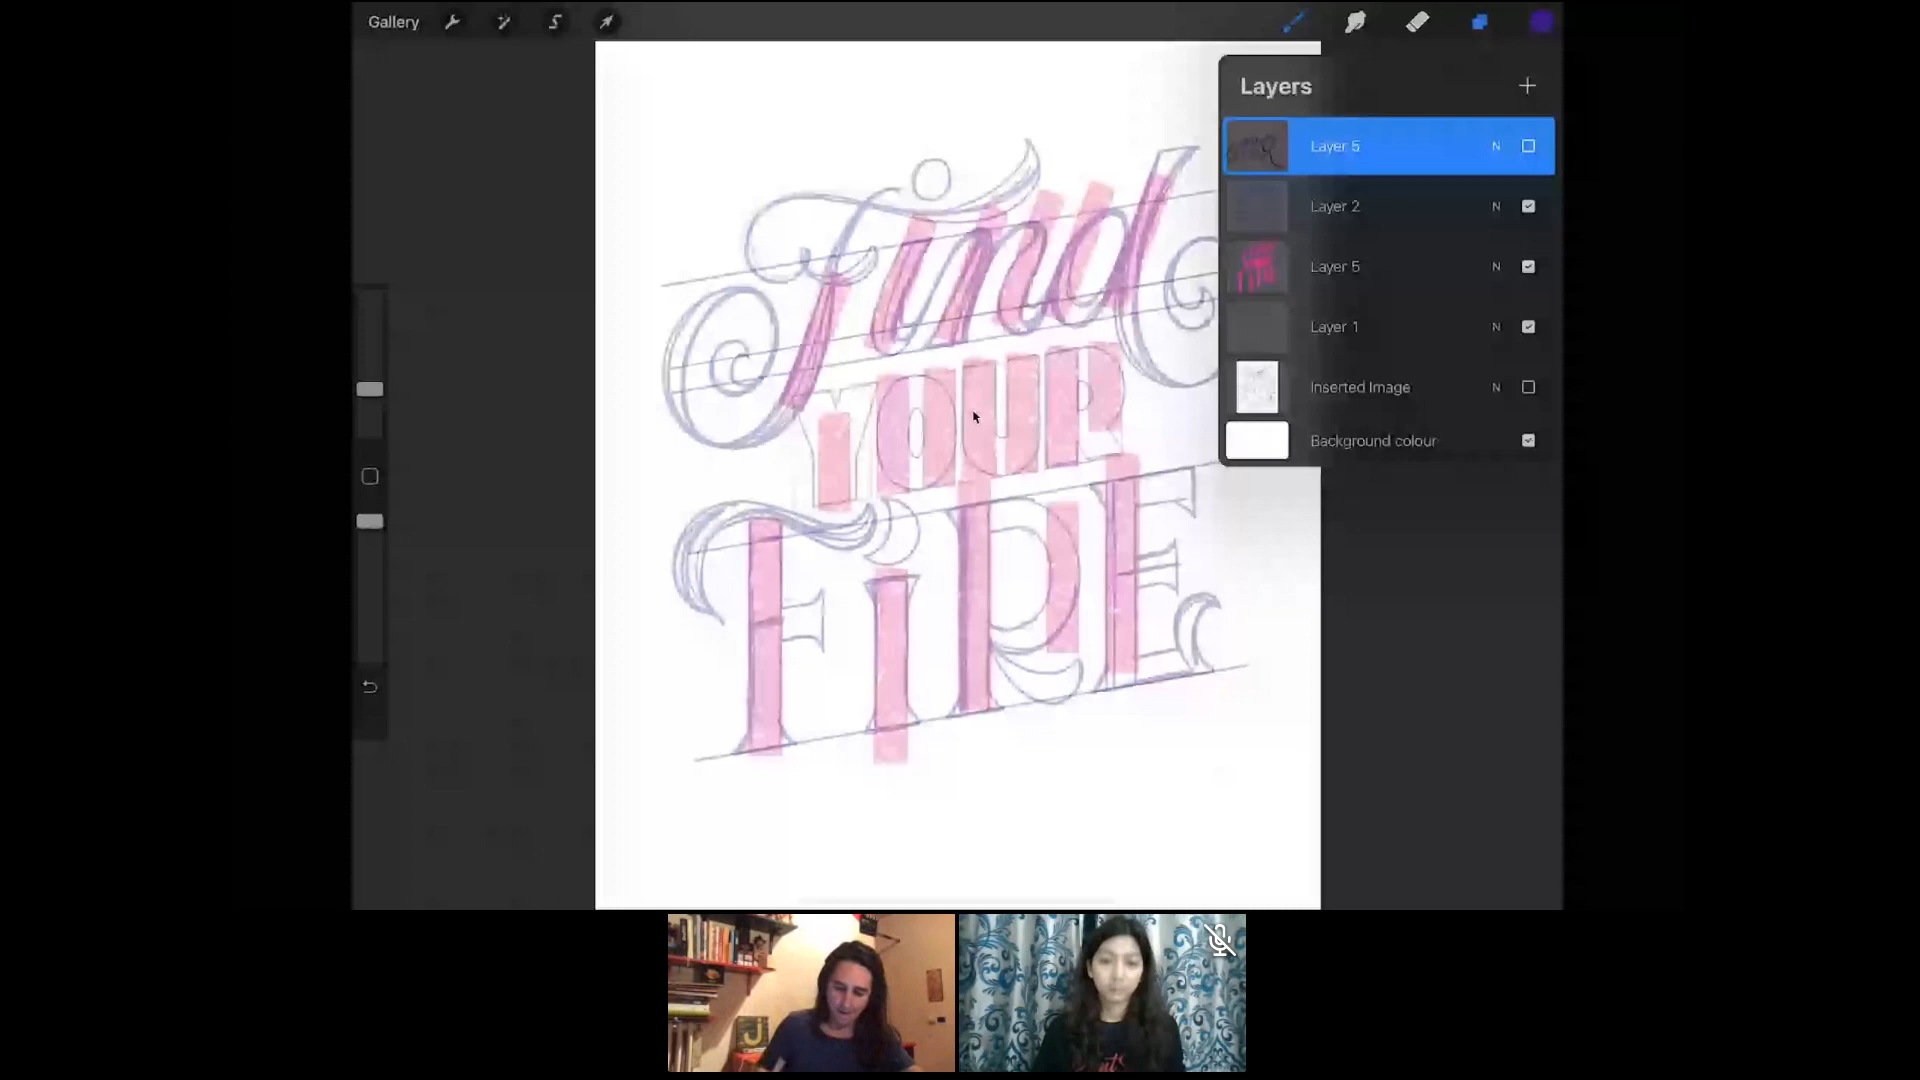 Gallery
Layers
Layer 5 N
Layer 2 N
Layer 5 N
Layer 1 N
Inserted Image N
Background colour
Find
YOUR
FiRE